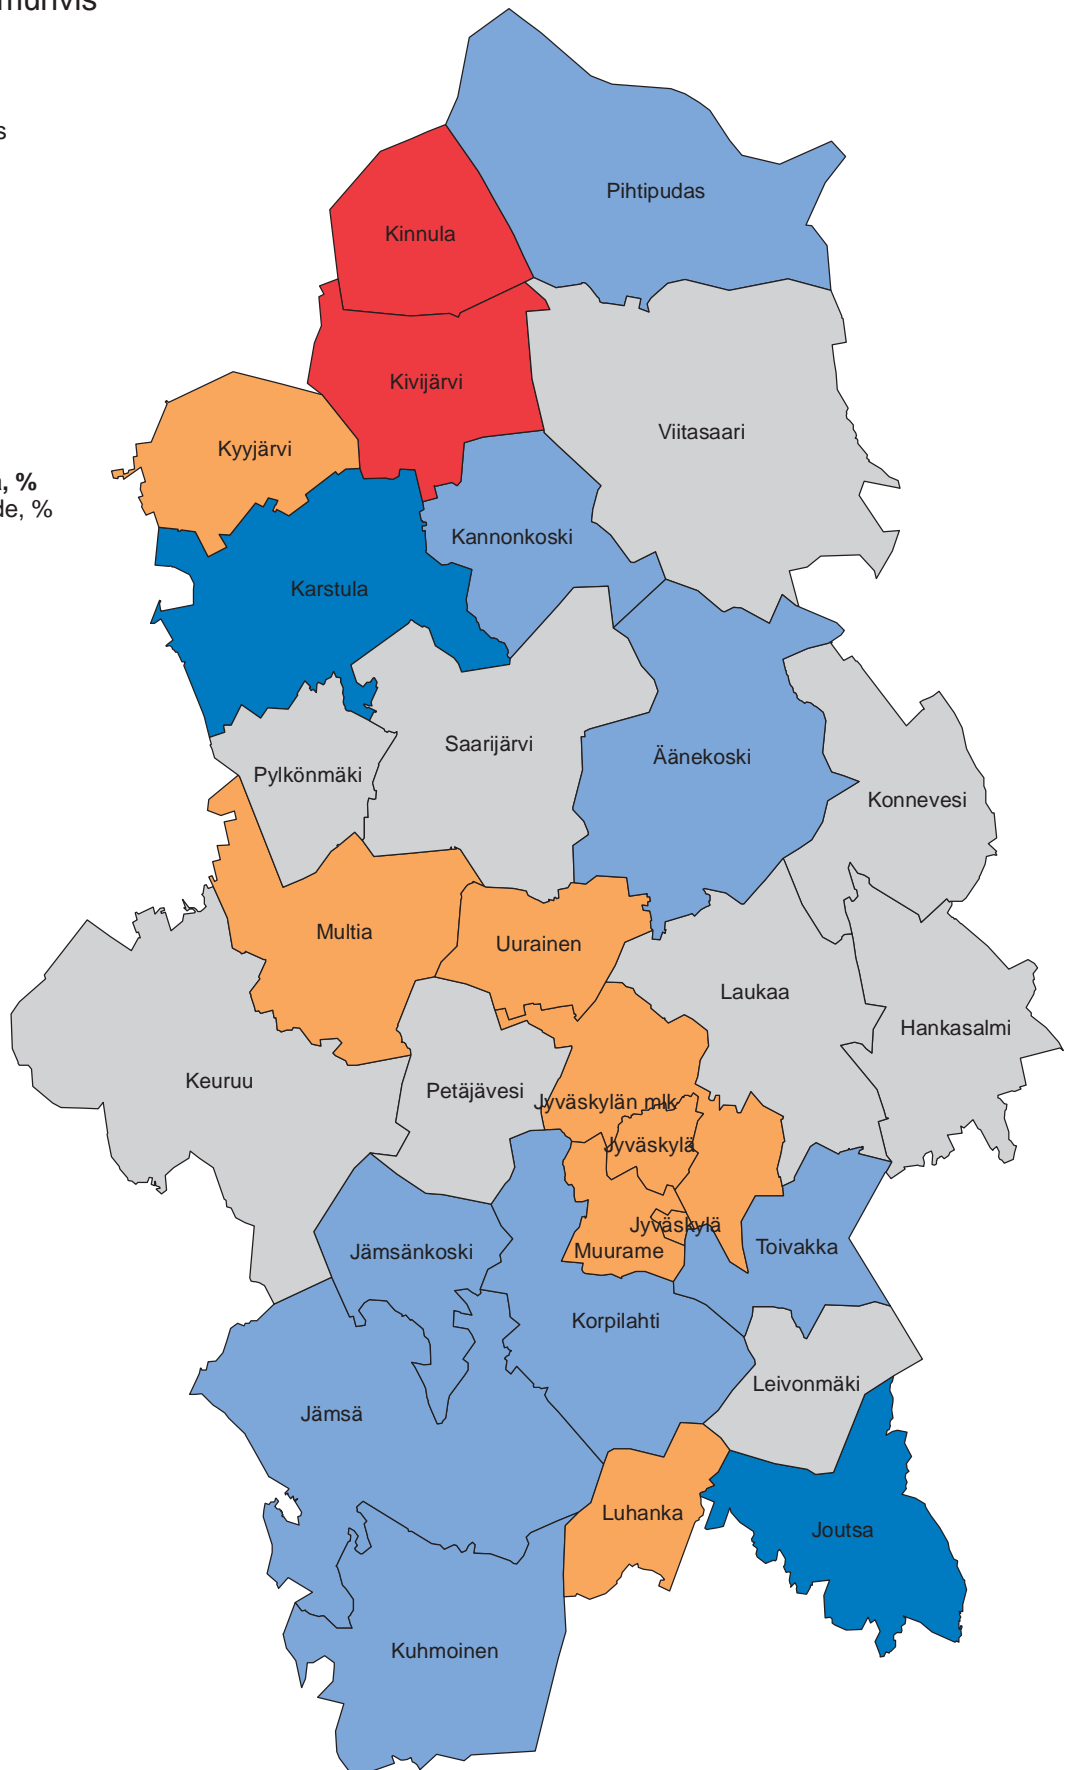 s
Pihtipudas
Kinnula
Kivijärvi
Viitasaari
Kyyjärvi
, %
de, %
Kannonkoski
Karstula
Saarijärvi
Äänekoski
Pylkönmäki
Konnevesi
Multia
Uurainen
Laukaa
Hankasalmi
Keuruu
Petäjävesi
Jyväskylän mlk
Jyväskylä
Jyväskylä
Toivakka
Muurame
Jämsänkoski
Korpilahti
Leivonmäki
Jämsä
Luhanka
Joutsa
Kuhmoinen